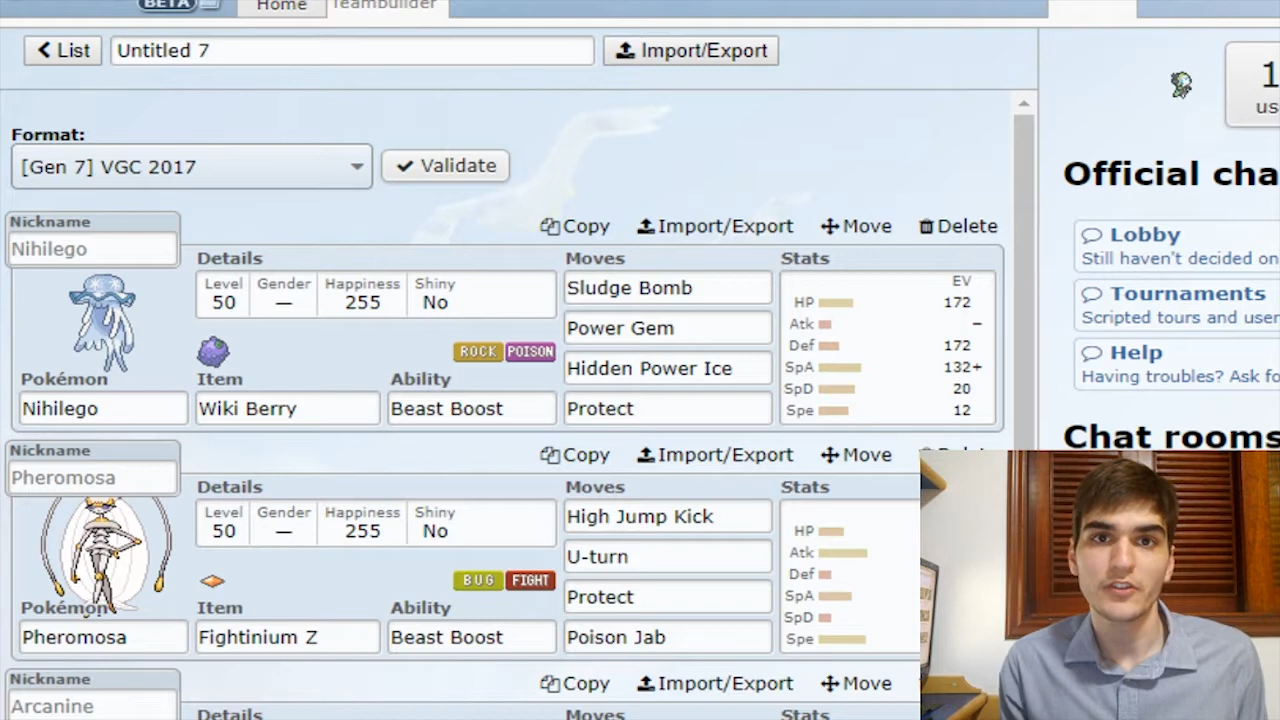 BETA Home Teambuilder
List Untitled 7 Import/Export
Format:
[Gen 7] VGC 2017 Validate
Nickname
Nihilego
Copy Import/Export Move Delete
Details Moves Stats
Level Gender Happiness Shiny
50 — 255 No
Sludge Bomb
Power Gem
Hidden Power Ice
Protect
EV
HP 172
Atk –
Def 172
SpA 132+
SpD 20
Spe 12
ROCK POISON
Pokémon Item Ability
Nihilego Wiki Berry Beast Boost
Nickname
Pheromosa
Copy Import/Export Move
Details Moves Stats
Level Gender Happiness Shiny
50 — 255 No
High Jump Kick
U-turn
Protect
Poison Jab
HP
Atk
Def
SpA
SpD
Spe
BUG FIGHT
Pokémon Item Ability
Pheromosa Fightinium Z Beast Boost
Nickname
Arcanine
Copy Import/Export Move
Details Moves Stats
1
us
Official cha
Lobby
Still haven't decided on
Tournaments
Scripted tours and user
Help
Having troubles? Ask fo
Chat rooms